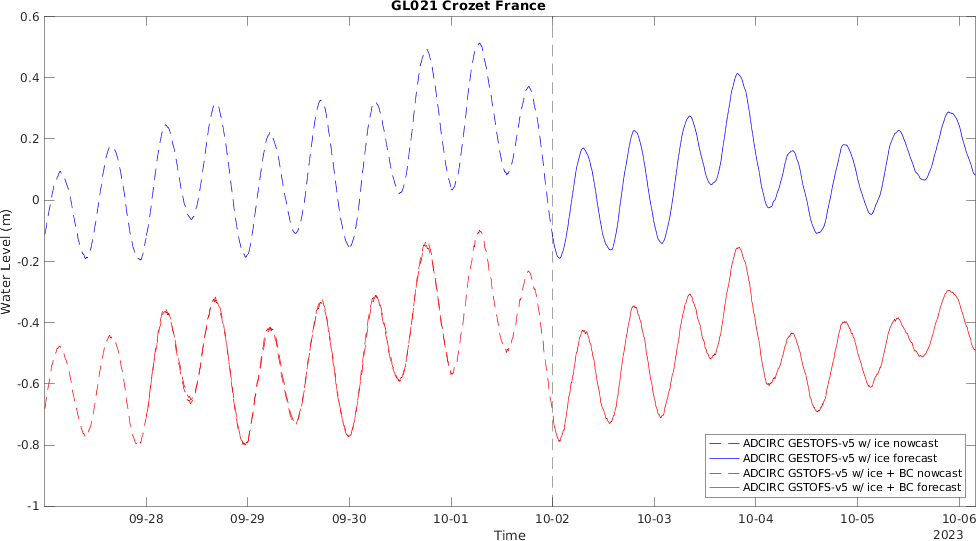 GL021 Crozet France
0.6
0.4
0.2
0
-0.2
-0.4
-0.6
-0.8
-1
Water Level (m)
09-28 09-29 09-30 10-01 10-02 10-03 10-04 10-05 10-06
2023
Time
ADCIRC GESTOFS-v5 w/ ice nowcast
ADCIRC GESTOFS-v5 w/ ice forecast
ADCIRC GSTOFS-v5 w/ ice + BC nowcast
ADCIRC GSTOFS-v5 w/ ice + BC forecast